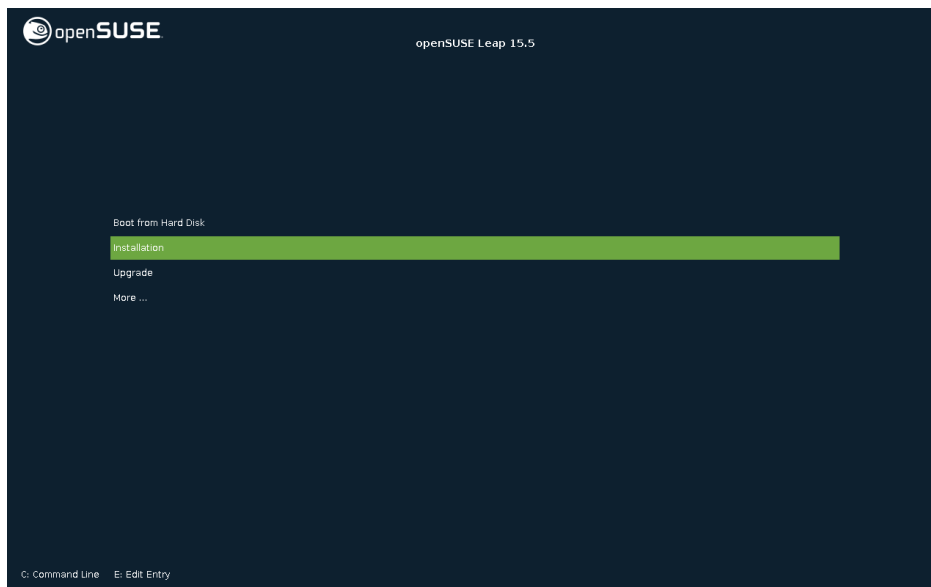 openSUSE
openSUSE Leap 15.5
Boot from Hard Disk
Installation
Upgrade
More ...
C: Command Line E: Edit Entry